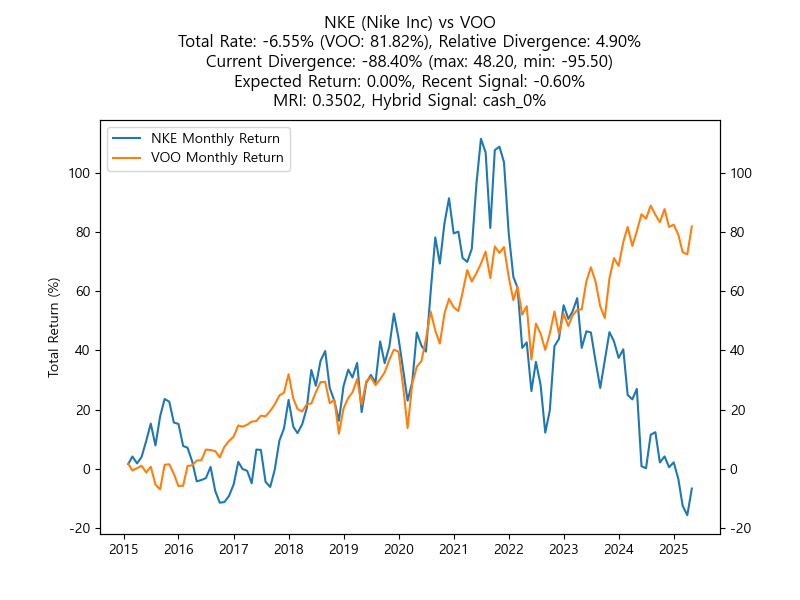 NKE (Nike Inc) vs VOO
Total Rate: -6.55% (VOO: 81.82%), Relative Divergence: 4.90%
Current Divergence: -88.40% (max: 48.20, min: -95.50)
Expected Return: 0.00%, Recent Signal: -0.60%
MRI: 0.3502, Hybrid Signal: cash_0%
NKE Monthly Return
VOO Monthly Return
100
80
60
40
20
0
-20
Total Return (%)
100
80
60
40
20
0
-20
2015 2016 2017 2018 2019 2020 2021 2022 2023 2024 2025